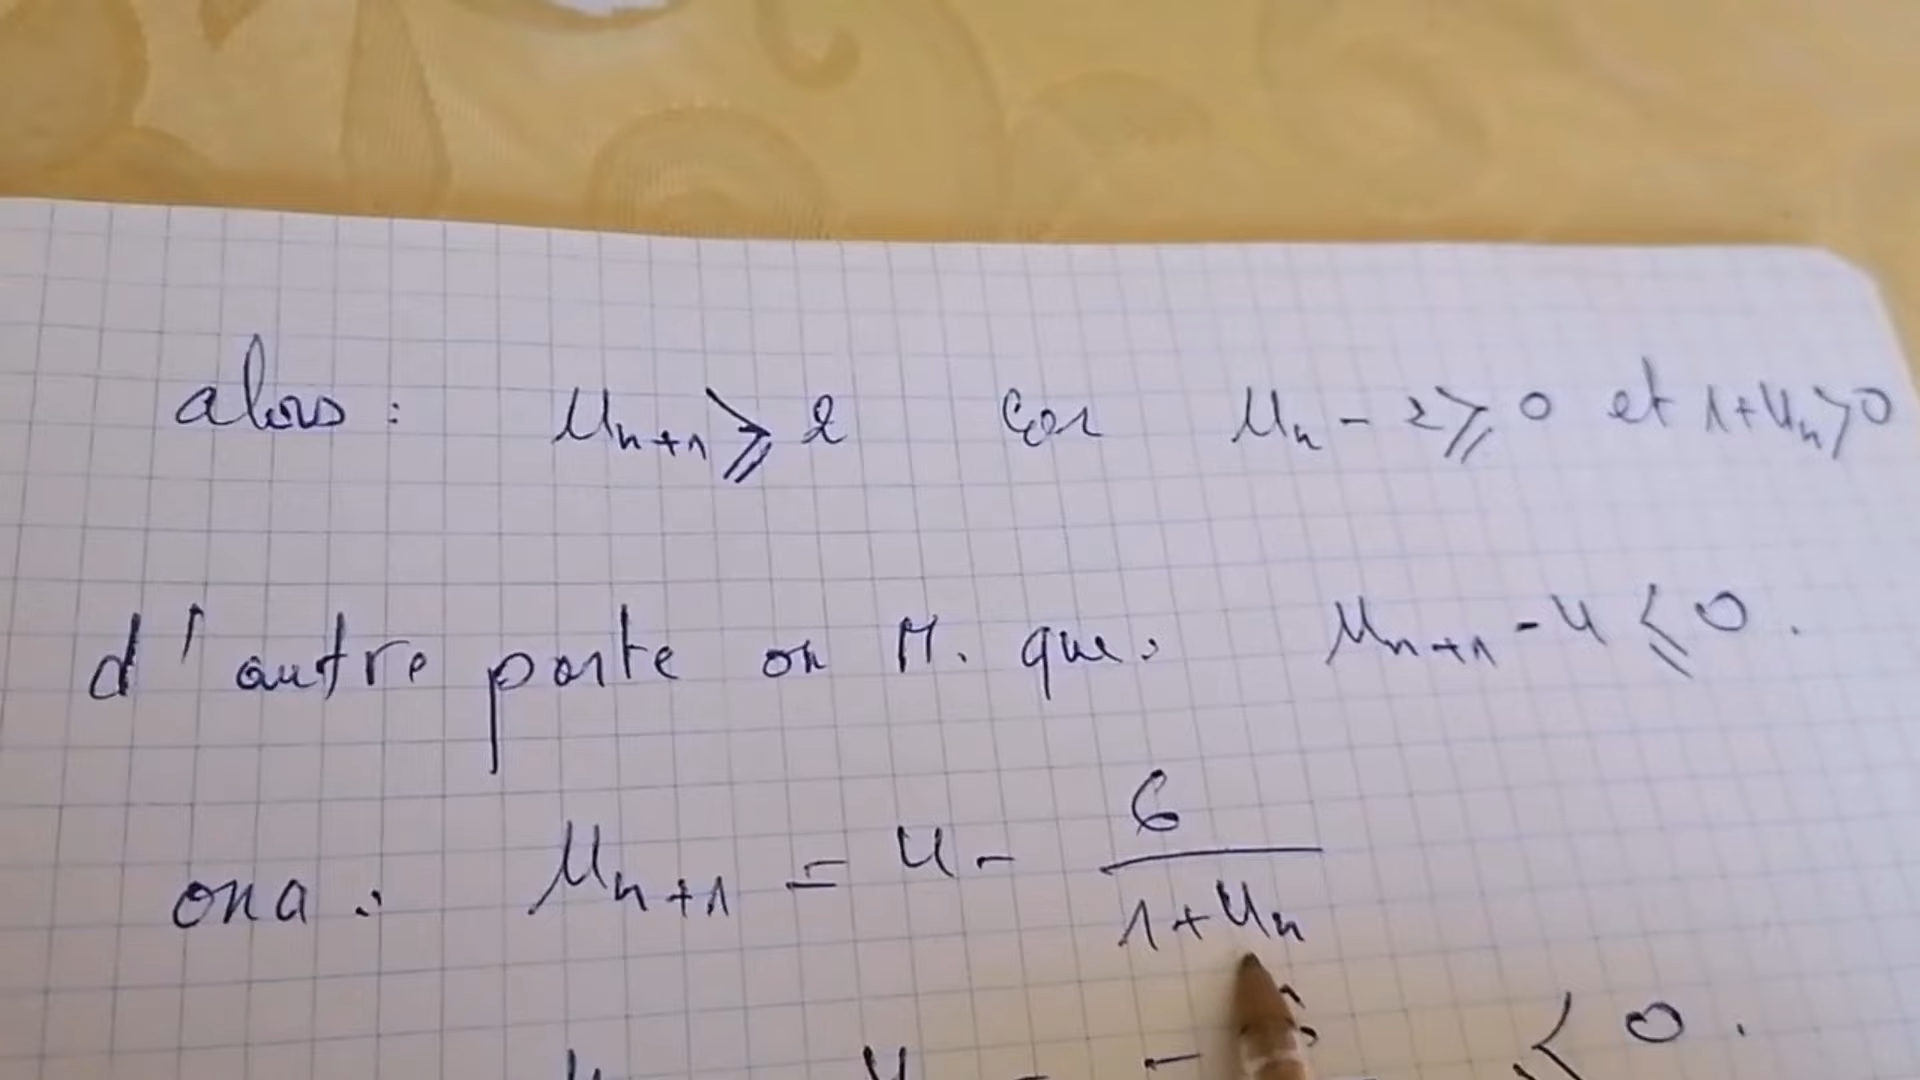 alors : Un+1 ⩾ 2 car Un - 2 ⩾ 0 et 1+Un > 0
d'autre parte on M. que : Un+1 - 4 ⩽ 0 .
ona : Un+1 = 4 - 6/(1+Un)
⩽ 0 .